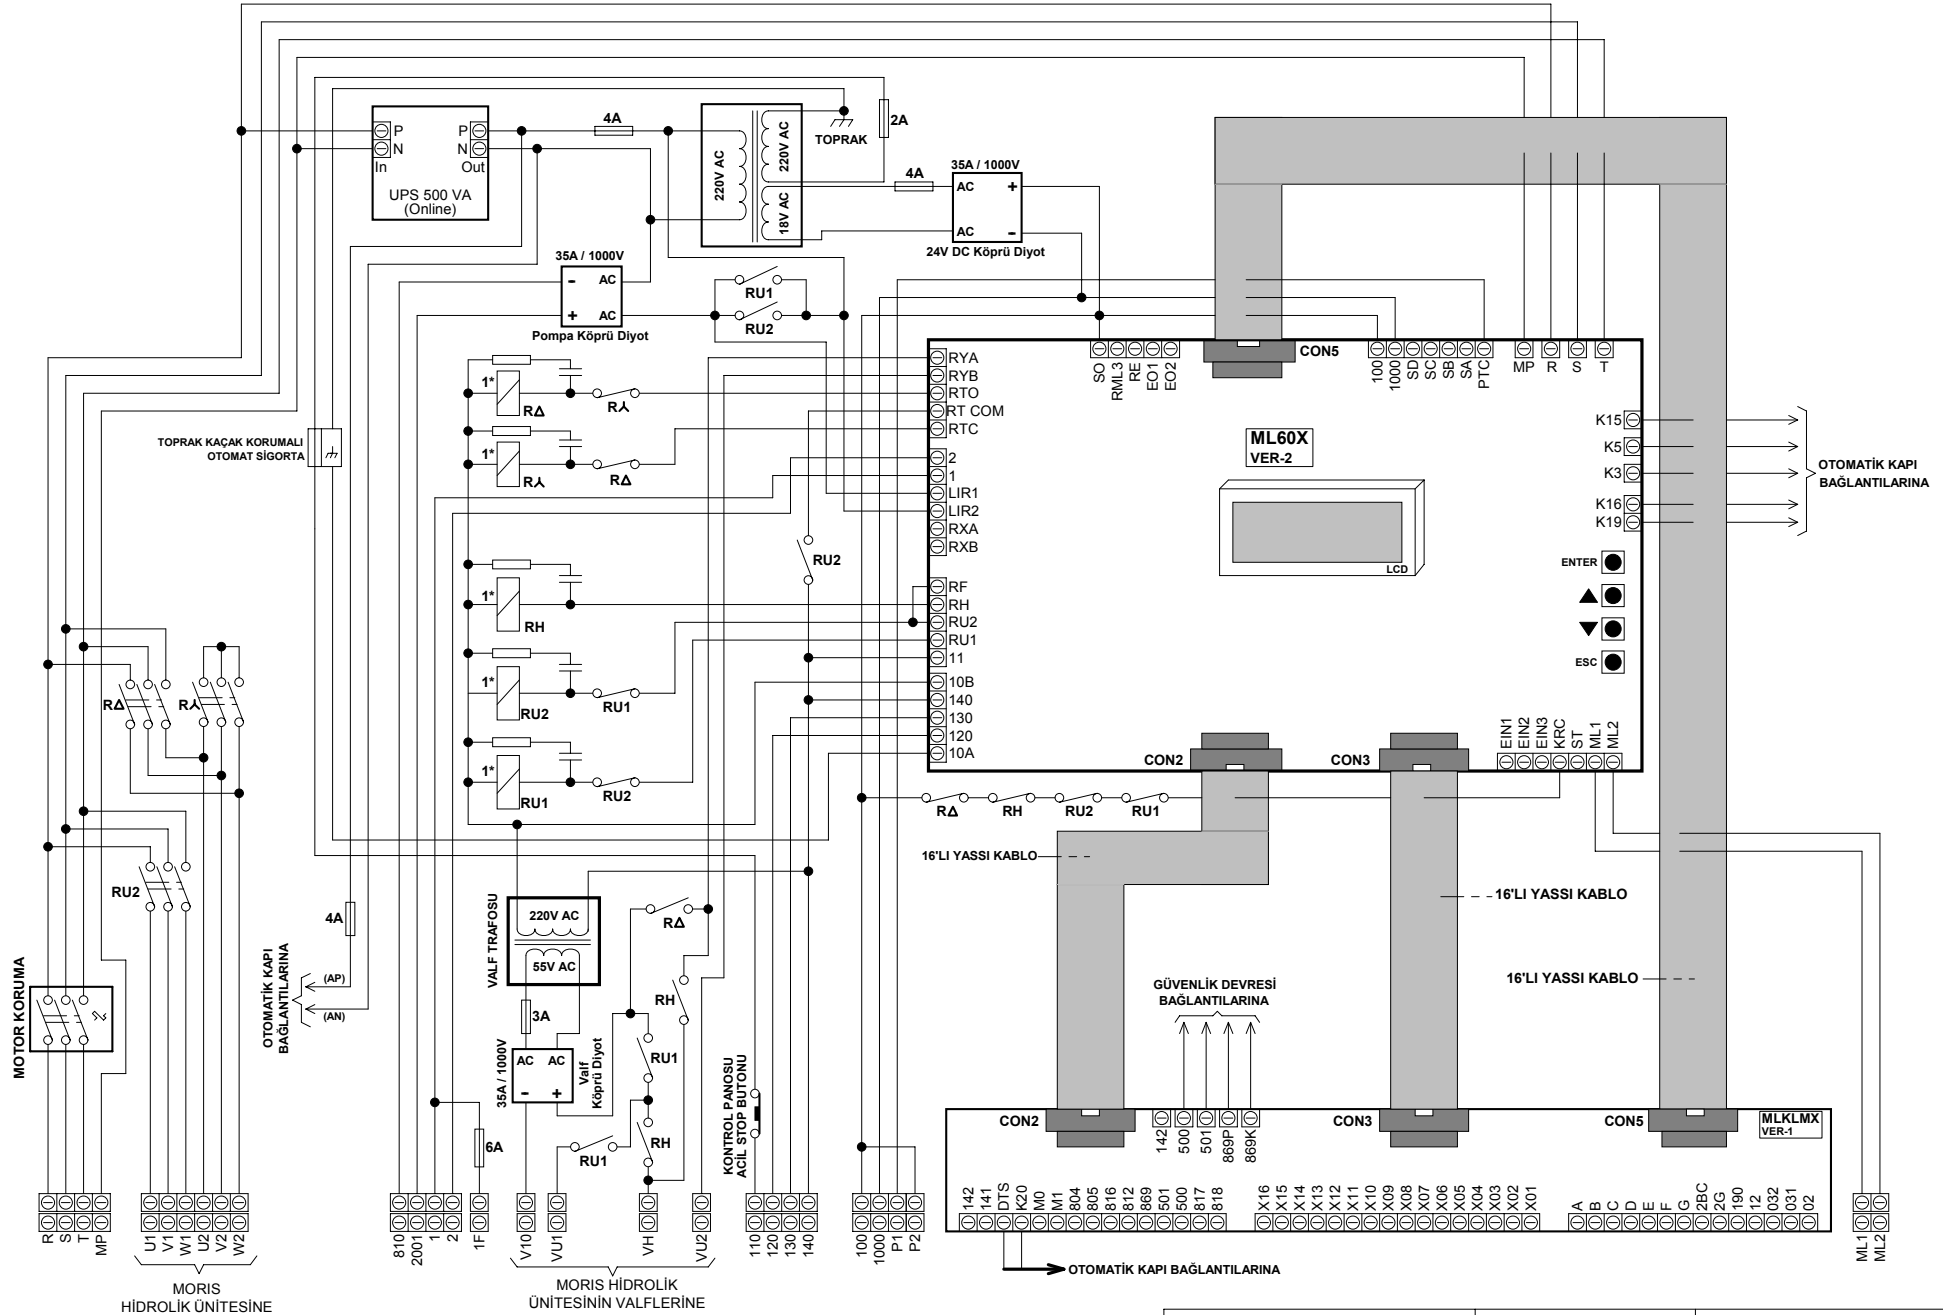 4A
TOPRAK
2A
P
N
In
P
N
Out
UPS 500 VA
(Online)
220V AC
220V AC
18V AC
4A
35A / 1000V
AC
AC
+
-
24V DC Köprü Diyot
35A / 1000V
-
AC
+
AC
Pompa Köprü Diyot
RU1
RU2
1*
R∆
R⅄
1*
R⅄
R∆
TOPRAK KAÇAK KORUMALI
OTOMAT SİGORTA
1*
RH
1*
RU2
RU1
1*
RU1
RU2
RU2
RYA
RYB
RTO
RT COM
RTC
2
1
LIR1
LIR2
RXA
RXB
RF
RH
RU2
RU1
11
10B
140
130
120
10A
SO
RML3
RE
EO1
EO2
CON5
100
1000
SD
SC
SB
SA
PTC
MP
R
S
T
ML60X
VER-2
LCD
K15
K5
K3
K16
K19
OTOMATİK KAPI
BAĞLANTILARINA
ENTER
▲
▼
ESC
CON2
CON3
EIN1
EIN2
EIN3
KRC
ST
ML1
ML2
R∆
RH
RU2
RU1
16'LI YASSI KABLO
16'LI YASSI KABLO
16'LI YASSI KABLO
R∆
R⅄
RU2
MOTOR KORUMA
4A
OTOMATİK KAPI
BAĞLANTILARINA
(AP)
(AN)
VALF TRAFOSU
220V AC
55V AC
3A
35A / 1000V
AC
AC
-
+
Valf
Köprü Diyot
R∆
RH
RU1
RH
RU1
6A
KONTROL PANOSU
ACİL STOP BUTONU
GÜVENLİK DEVRESİ
BAĞLANTILARINA
CON2
142
500
501
869P
869K
CON3
CON5
MLKLMX
VER-1
142
141
DTS
K20
M0
M1
804
805
816
812
869
501
500
817
818
X16
X15
X14
X13
X12
X11
X10
X09
X08
X07
X06
X05
X04
X03
X02
X01
A
B
C
D
E
F
G
2BC
2G
190
12
032
031
02
R
S
T
MP
U1
V1
W1
U2
V2
W2
810
2001
1
2
1F
V10
VU1
VH
VU2
110
120
130
140
100
1000
P1
P2
ML1
ML2
OTOMATİK KAPI BAĞLANTILARINA
MORIS
HİDROLİK ÜNİTESİNE
MORIS HİDROLİK
ÜNİTESİNİN VALFLERİNE